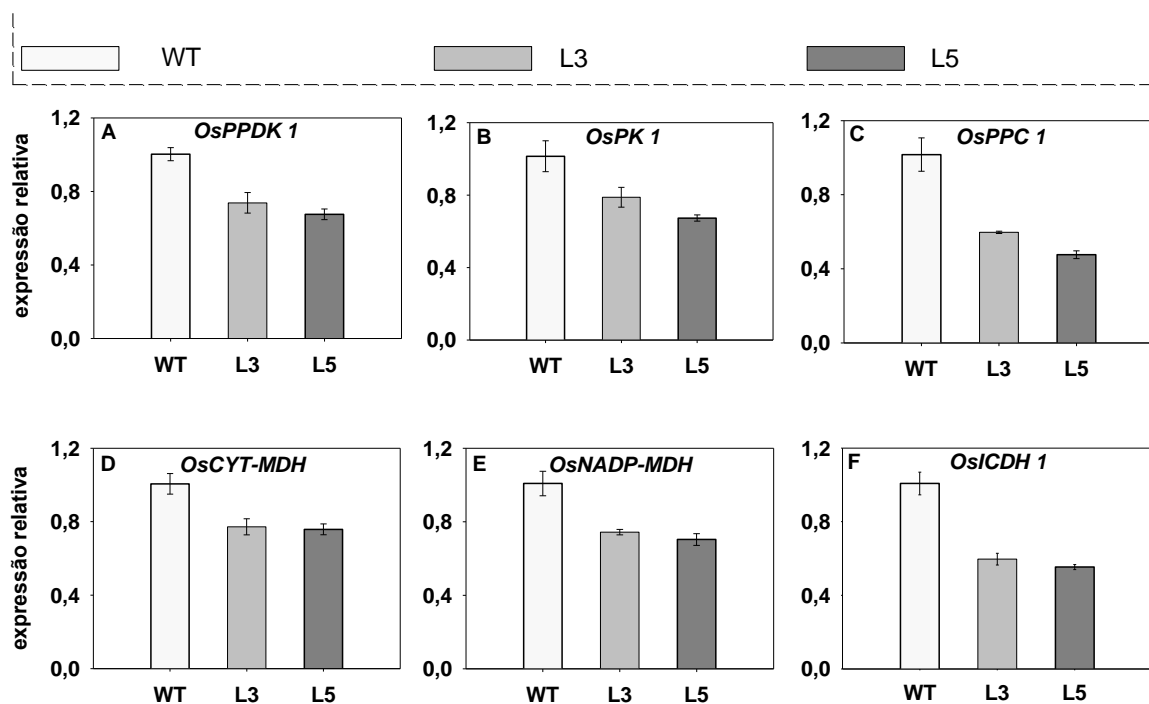 WT L3 L5
A OsPPDK 1
expressão relativa
1,2
0,8
0,4
0,0
WT L3 L5
B OsPK 1
1,2
0,8
0,4
0,0
WT L3 L5
C OsPPC 1
1,2
0,8
0,4
0,0
WT L3 L5
D OsCYT-MDH
expressão relativa
1,2
0,8
0,4
0,0
WT L3 L5
E OsNADP-MDH
1,2
0,8
0,4
0,0
WT L3 L5
F OsICDH 1
1,2
0,8
0,4
0,0
WT L3 L5